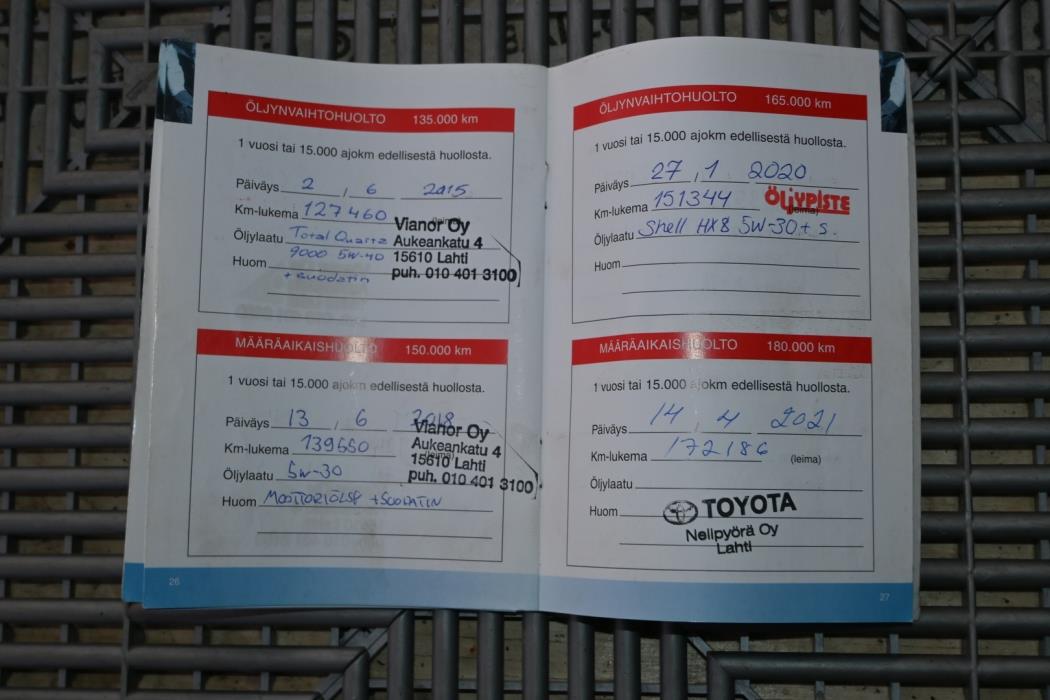 ÖLJYNVAIHTOHUOLTO 135.000 km
1 vuosi tai 15.000 ajokm edellisestä huollosta.
Päiväys 2 , 6 2015
Km-lukema 127460 (leima)
Öljylaatu Total Quartz
9000 5W-40
Huom + suodatin
Vianor Oy
Aukeankatu 4
15610 Lahti
puh. 010 401 3100
MÄÄRÄAIKAISHUOLTO 150.000 km
1 vuosi tai 15.000 ajokm edellisestä huollosta.
Päiväys 13 , 6 2018
Km-lukema 139550
Öljylaatu 5W-30
Huom MOOTTORIÖLJY +SUODATIN
Vianor Oy
Aukeankatu 4
15610 Lahti
puh. 010 401 3100
26
ÖLJYNVAIHTOHUOLTO 165.000 km
1 vuosi tai 15.000 ajokm edellisestä huollosta.
Päiväys 27 , 1 2020
Km-lukema 151344 (leima)
ÖLJYPISTE
Öljylaatu Shell HX8 5W-30 + s.
Huom
MÄÄRÄAIKAISHUOLTO 180.000 km
1 vuosi tai 15.000 ajokm edellisestä huollosta.
Päiväys 14 , 4 2021
Km-lukema 172186 (leima)
Öljylaatu
Huom
TOYOTA
Nelipyörä Oy
Lahti
27